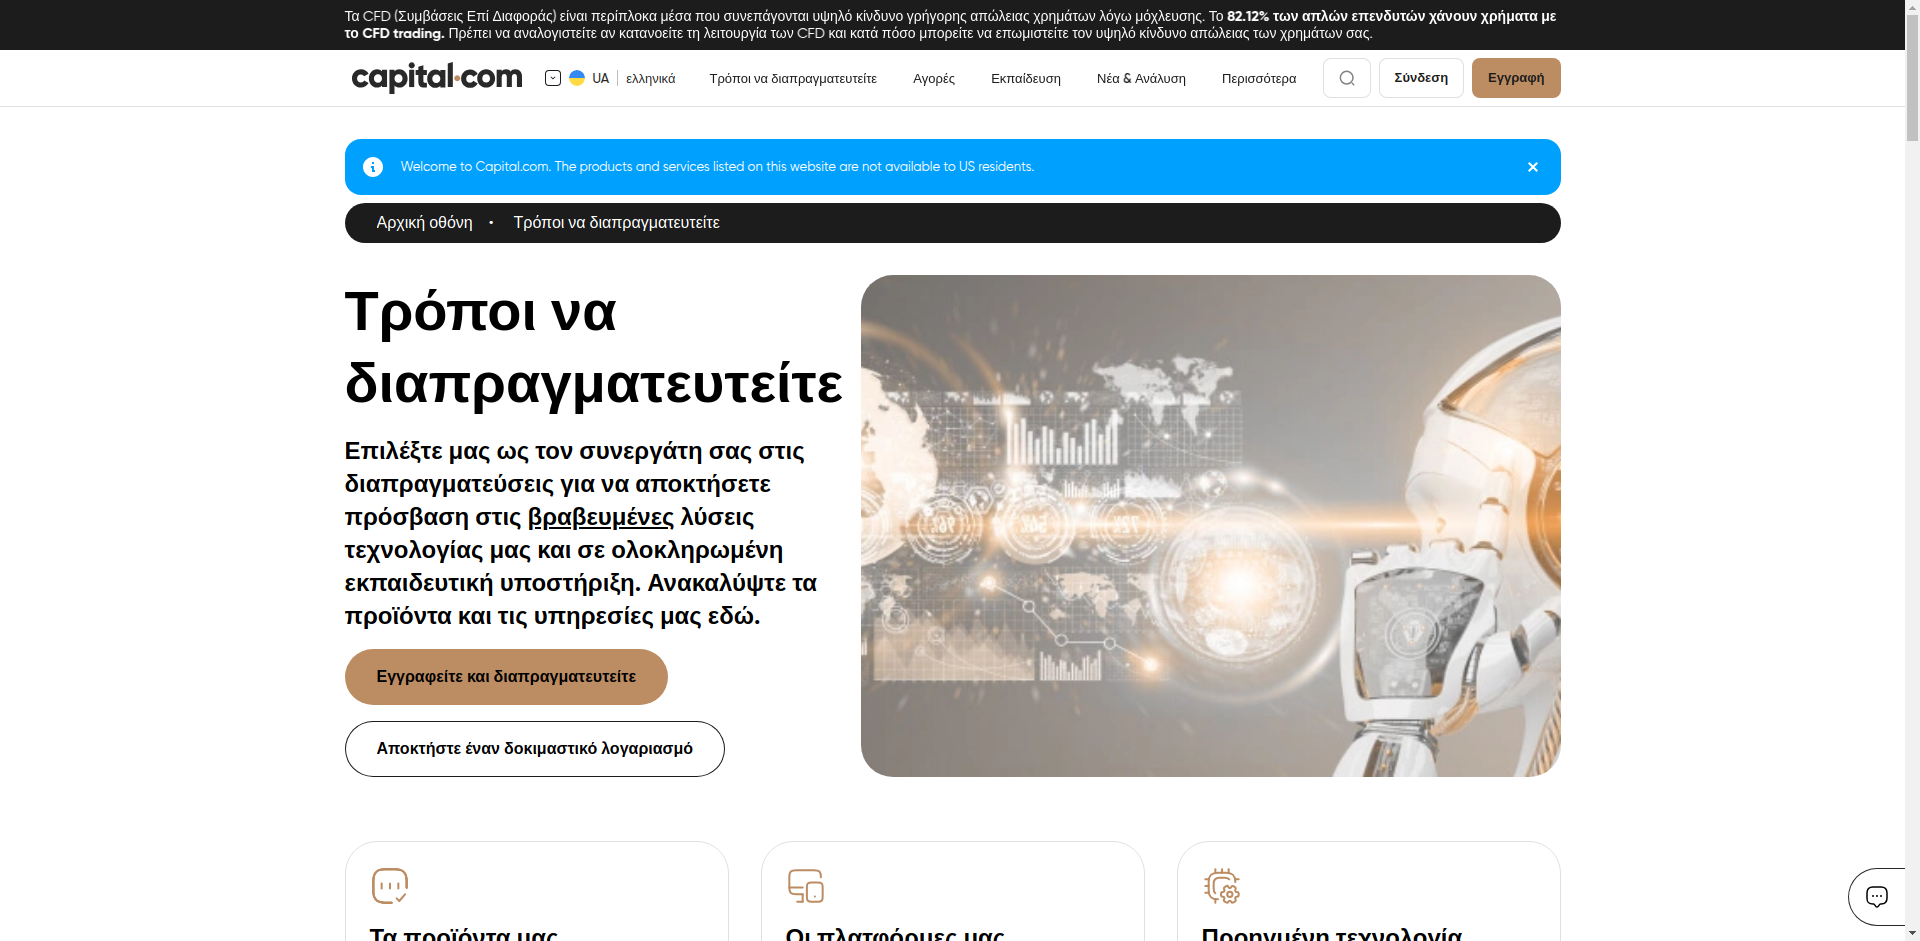 Τα CFD (Συμβάσεις Επί Διαφοράς) είναι περίπλοκα μέσα που συνεπάγονται υψηλό κίνδυνο γρήγορης απώλειας χρημάτων λόγω μόχλευσης. Το 82.12% των απλών επενδυτών χάνουν χρήματα με
το CFD trading. Πρέπει να αναλογιστείτε αν κατανοείτε τη λειτουργία των CFD και κατά πόσο μπορείτε να επωμιστείτε τον υψηλό κίνδυνο απώλειας των χρημάτων σας.
capital.com UA ελληνικά Τρόποι να διαπραγματευτείτε Αγορές Εκπαίδευση Νέα & Ανάλυση Περισσότερα Σύνδεση Εγγραφή
Welcome to Capital.com. The products and services listed on this website are not available to US residents.
Αρχική οθόνη • Τρόποι να διαπραγματευτείτε
Τρόποι να
διαπραγματευτείτε
Επιλέξτε μας ως τον συνεργάτη σας στις
διαπραγματεύσεις για να αποκτήσετε
πρόσβαση στις βραβευμένες λύσεις
τεχνολογίας μας και σε ολοκληρωμένη
εκπαιδευτική υποστήριξη. Ανακαλύψτε τα
προϊόντα και τις υπηρεσίες μας εδώ.
Εγγραφείτε και διαπραγματευτείτε
Αποκτήστε έναν δοκιμαστικό λογαριασμό
96% 54% 72%
Τα προϊόντα μας
Οι πλατφόρμες μας
Προηγμένη τεχνολογία